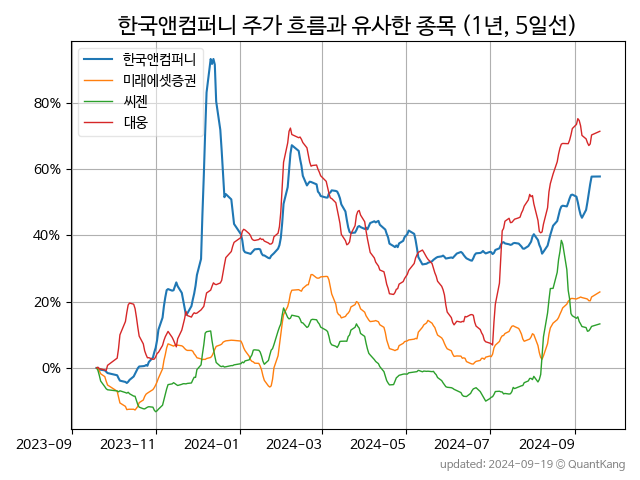 한국앤컴퍼니 주가 흐름과 유사한 종목 (1년, 5일선)
한국앤컴퍼니
미래에셋증권
씨젠
대웅
80%
60%
40%
20%
0%
2023-09 2023-11 2024-01 2024-03 2024-05 2024-07 2024-09
updated: 2024-09-19 © QuantKang